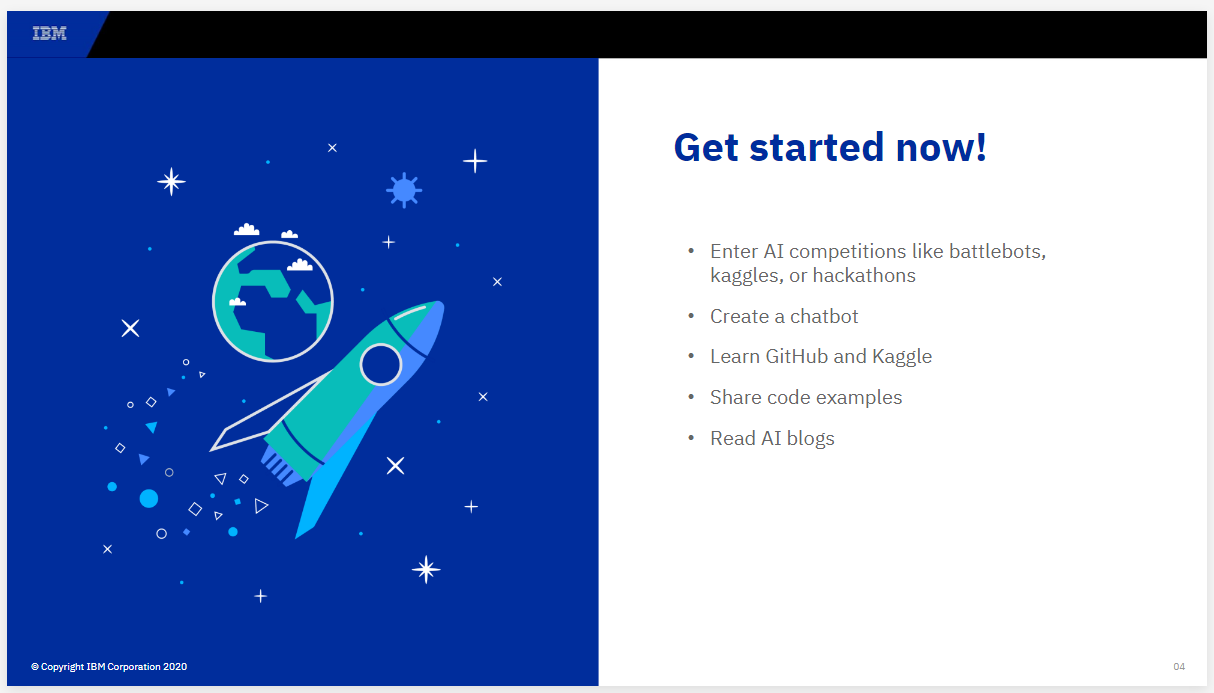 IBM
Get started now!
• Enter AI competitions like battlebots,
kaggles, or hackathons
• Create a chatbot
• Learn GitHub and Kaggle
• Share code examples
• Read AI blogs
© Copyright IBM Corporation 2020
04